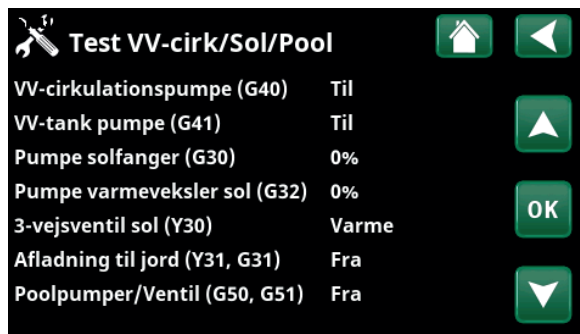 Test VV-cirk/Sol/Pool
VV-cirkulationspumpe (G40) Til
VV-tank pumpe (G41) Til
Pumpe solfanger (G30) 0%
Pumpe varmeveksler sol (G32) 0%
3-vejsventil sol (Y30) Varme
Afladning til jord (Y31, G31) Fra
Poolpumper/Ventil (G50, G51) Fra
OK